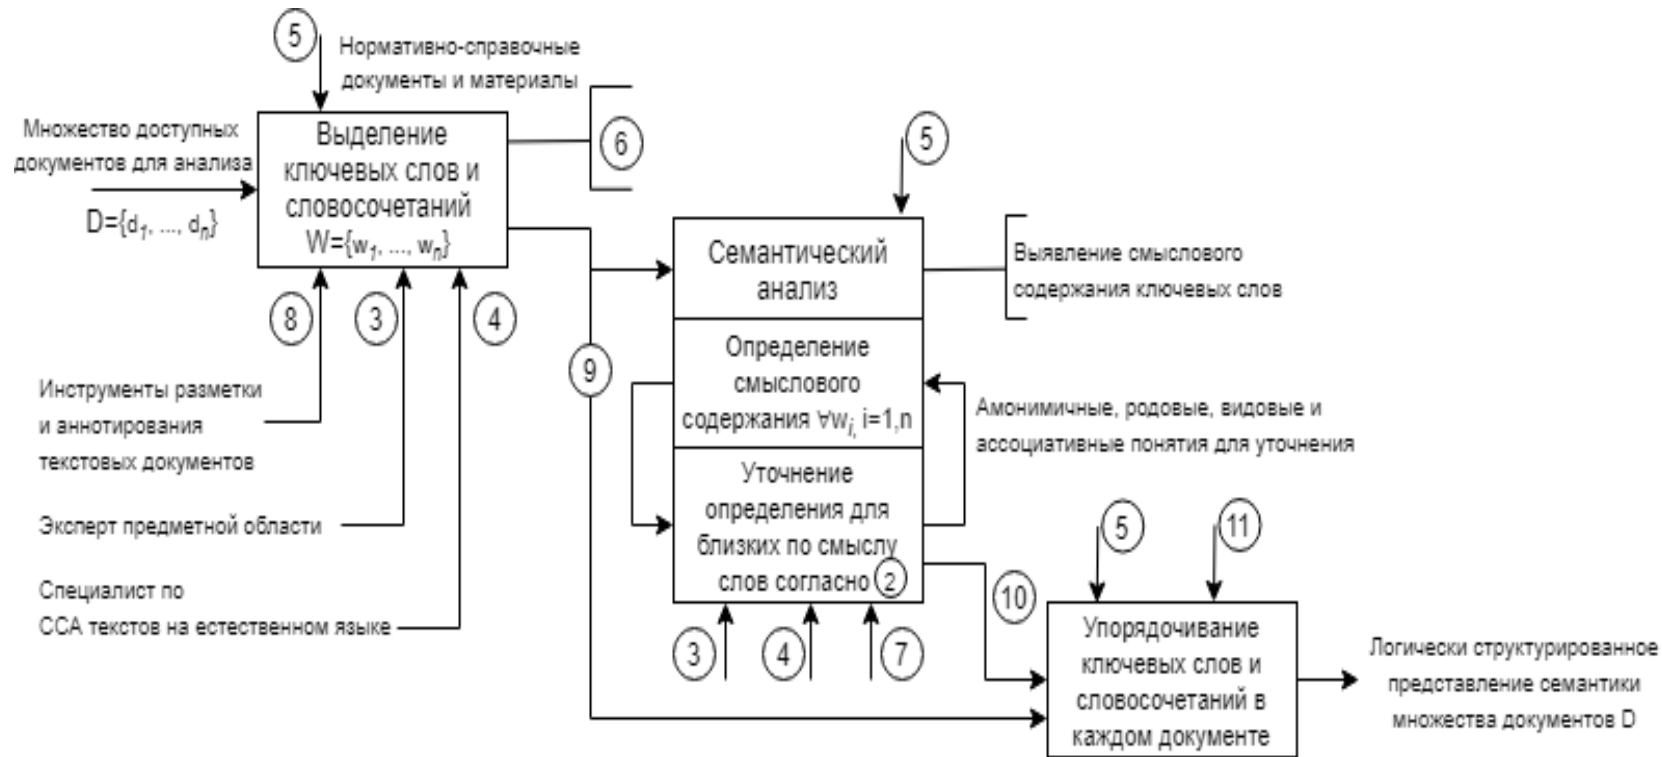 5
Нормативно-справочные
документы и материалы
Множество доступных
документов для анализа
D={d1, ..., dn}
Выделение
ключевых слов и
словосочетаний
W={w1, ..., wn}
6
8
3
4
Инструменты разметки
и аннотирования
текстовых документов
Эксперт предметной области
Специалист по
ССА текстов на естественном языке
9
5
Семантический
анализ
Выявление смыслового
содержания ключевых слов
Определение
смыслового
содержания ∀wi, i=1,n
Амонимичные, родовые, видовые и
ассоциативные понятия для уточнения
Уточнение
определения для
близких по смыслу
слов согласно 2
3
4
7
10
5
11
Упорядочивание
ключевых слов и
словосочетаний в
каждом документе
Логически структурированное
представление семантики
множества документов D